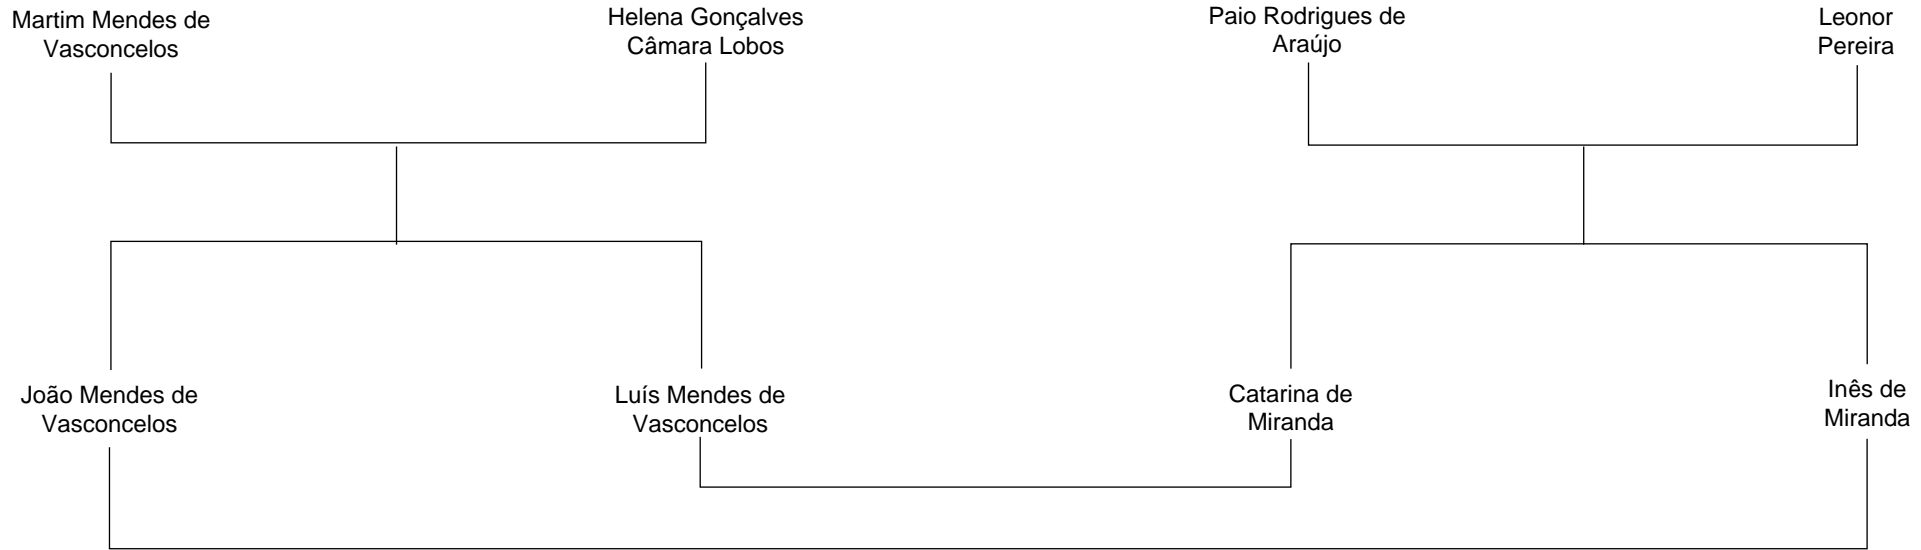 Martim Mendes de
Vasconcelos
Helena Gonçalves
Câmara Lobos
Paio Rodrigues de
Araújo
Leonor
Pereira
João Mendes de
Vasconcelos
Luís Mendes de
Vasconcelos
Catarina de
Miranda
Inês de
Miranda